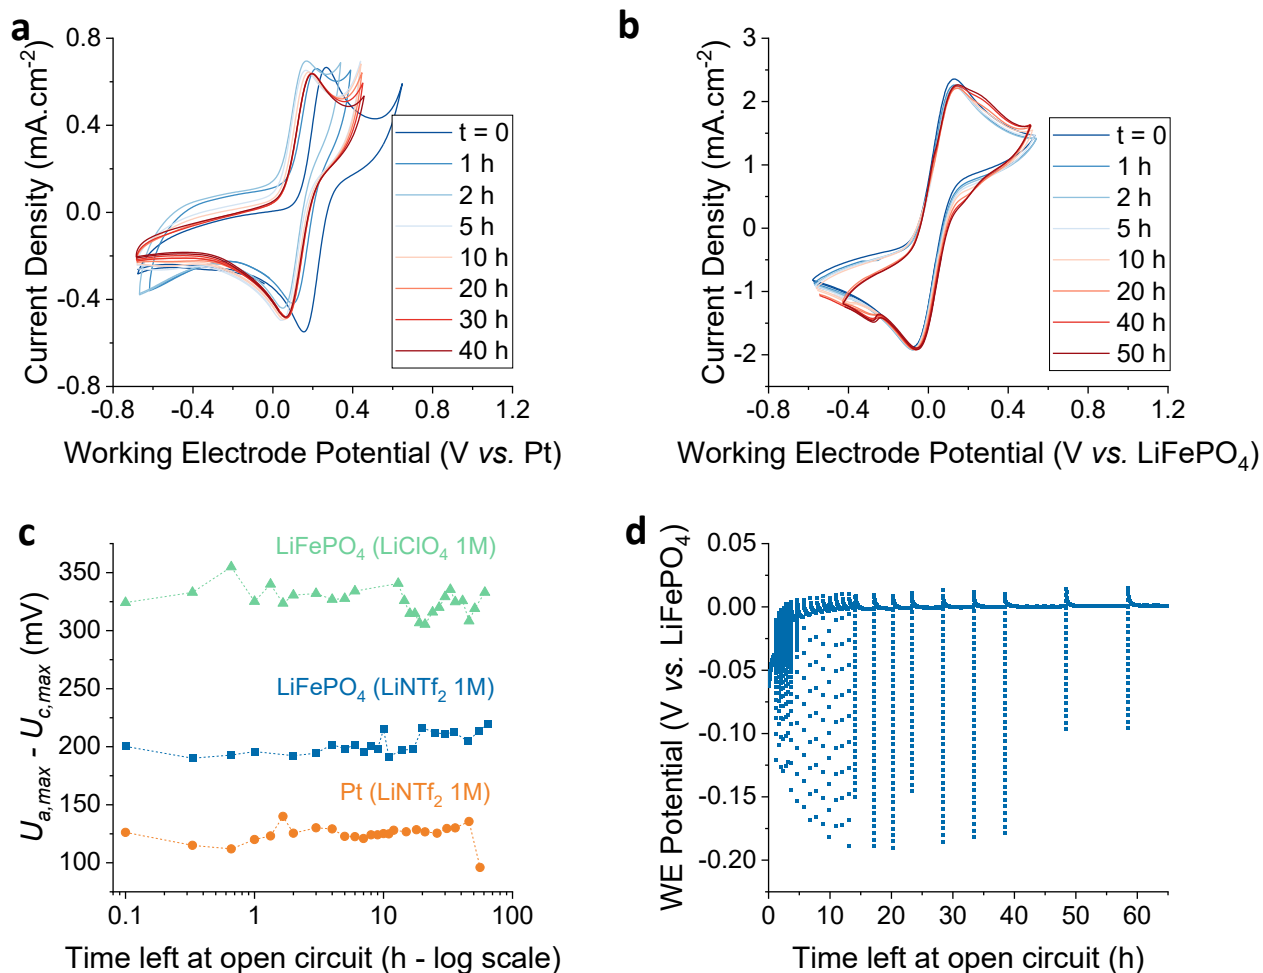 a
Current Density (mA.cm-2)
0.8
0.4
0.0
-0.4
-0.8
-0.8 -0.4 0.0 0.4 0.8 1.2
Working Electrode Potential (V vs. Pt)
t = 0
1 h
2 h
5 h
10 h
20 h
30 h
40 h
b
Current Density (mA.cm-2)
3
2
1
0
-1
-2
-0.8 -0.4 0.0 0.4 0.8 1.2
Working Electrode Potential (V vs. LiFePO4)
t = 0
1 h
2 h
5 h
10 h
20 h
40 h
50 h
c
Ua,max - Uc,max (mV)
350
300
250
200
150
100
LiFePO4 (LiClO4 1M)
LiFePO4 (LiNTf2 1M)
Pt (LiNTf2 1M)
0.1 1 10 100
Time left at open circuit (h - log scale)
d
WE Potential (V vs. LiFePO4)
0.05
0.00
-0.05
-0.10
-0.15
-0.20
0 10 20 30 40 50 60
Time left at open circuit (h)